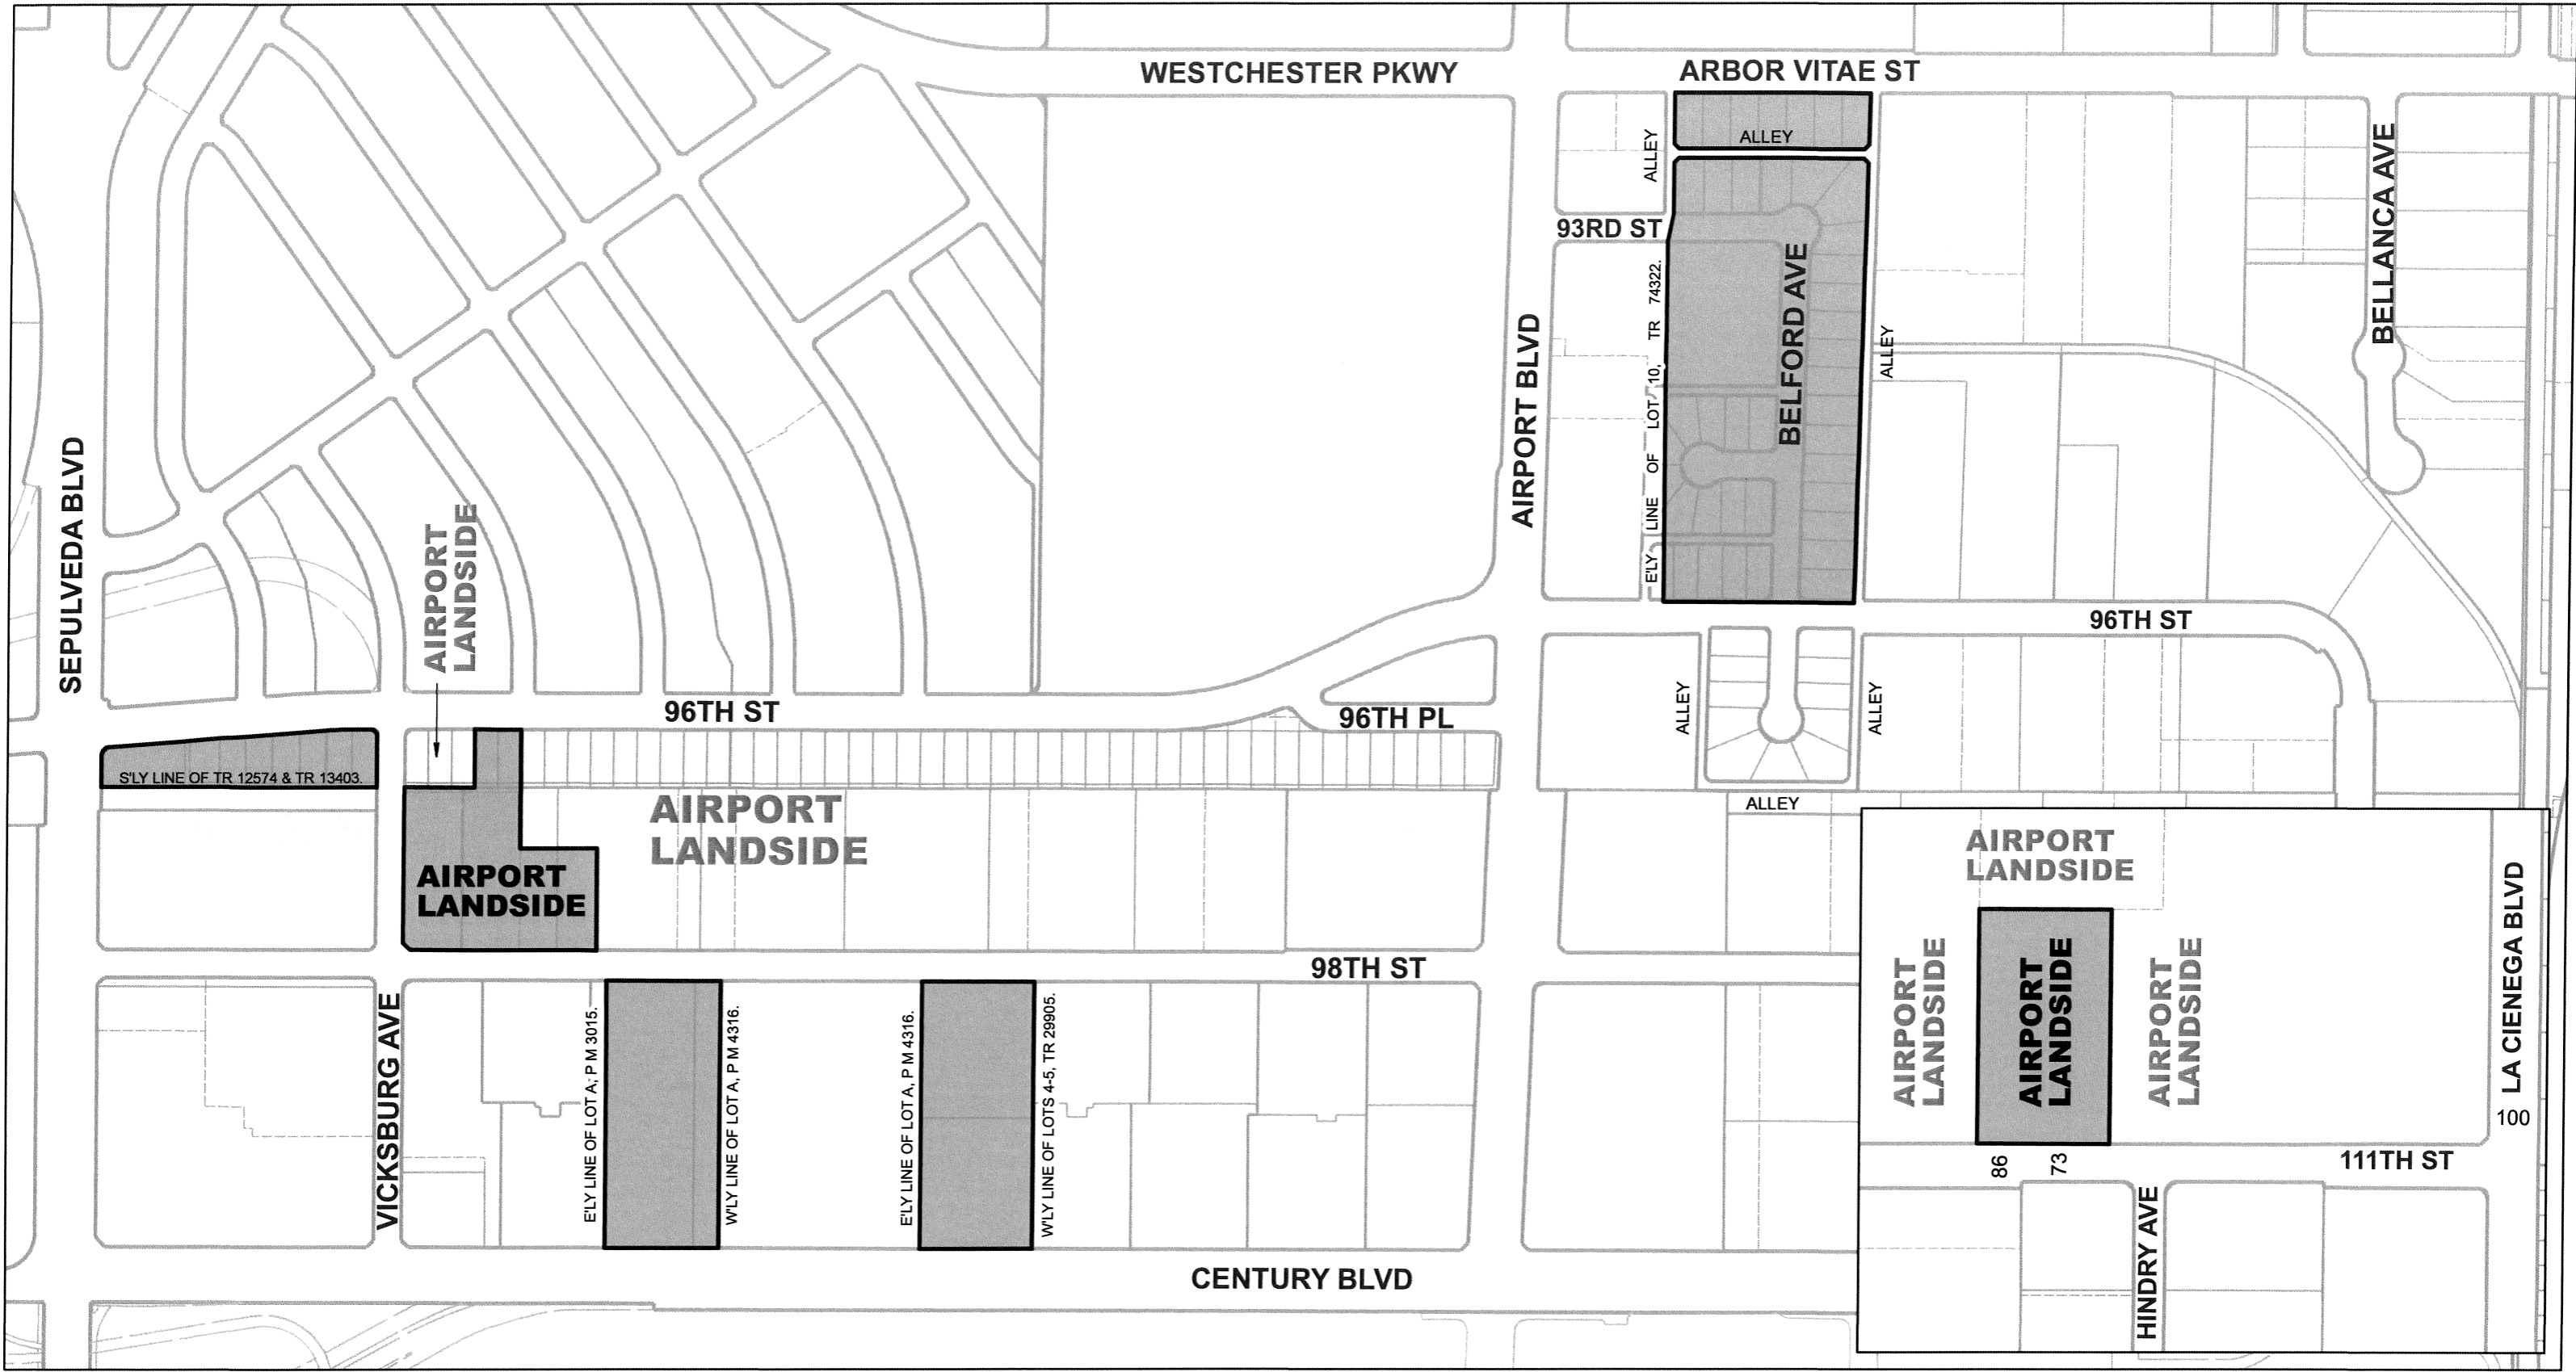 WESTCHESTER PKWY
ARBOR VITAE ST
ALLEY
ALLEY
93RD ST
BELLANCA AVE
BELFORD AVE
E'LY LINE OF LOT 10, TR 74322.
ALLEY
AIRPORT BLVD
SEPULVEDA BLVD
AIRPORT
LANDSIDE
96TH ST
96TH ST
96TH PL
ALLEY
ALLEY
S'LY LINE OF TR 12574 & TR 13403.
ALLEY
AIRPORT
LANDSIDE
AIRPORT
LANDSIDE
AIRPORT
LANDSIDE
AIRPORT
LANDSIDE
AIRPORT
LANDSIDE
AIRPORT
LANDSIDE
LA CIENEGA BLVD
100
98TH ST
VICKSBURG AVE
E'LY LINE OF LOT A, P M 3015.
W'LY LINE OF LOT A, P M 4316.
E'LY LINE OF LOT A, P M 4316.
W'LY LINE OF LOTS 4-5, TR 29905.
86
73
111TH ST
HINDRY AVE
CENTURY BLVD